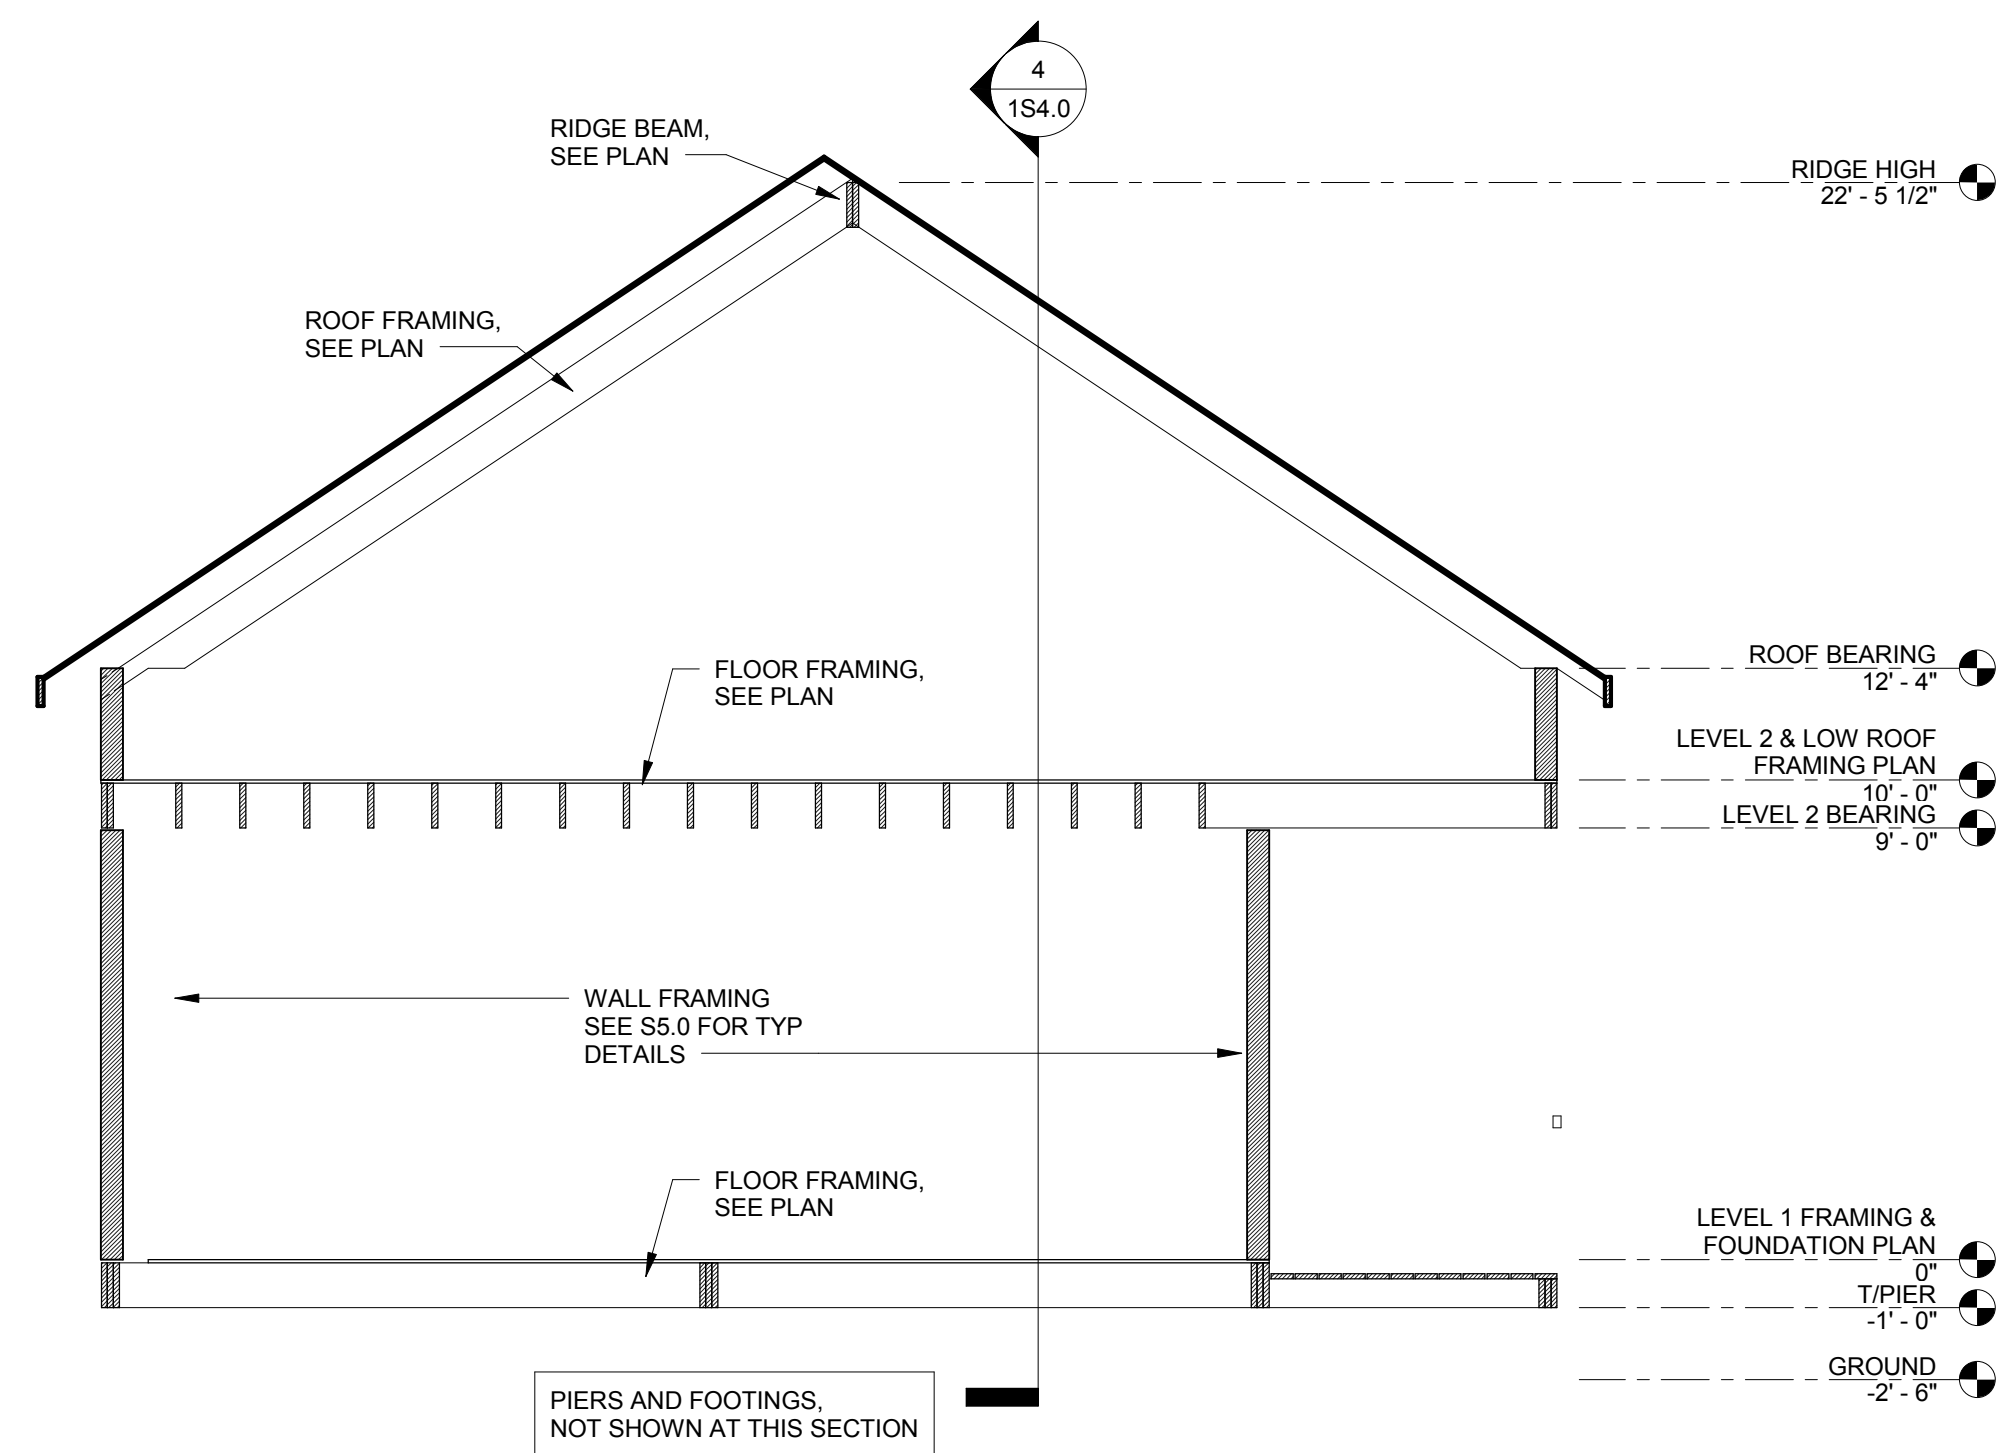 4
1S4.0
RIDGE BEAM,
SEE PLAN
RIDGE HIGH
22' - 5 1/2"
ROOF FRAMING,
SEE PLAN
FLOOR FRAMING,
SEE PLAN
ROOF BEARING
12' - 4"
LEVEL 2 & LOW ROOF
FRAMING PLAN
10' - 0"
LEVEL 2 BEARING
9' - 0"
WALL FRAMING
SEE S5.0 FOR TYP
DETAILS
FLOOR FRAMING,
SEE PLAN
LEVEL 1 FRAMING &
FOUNDATION PLAN
0"
T/PIER
-1' - 0"
GROUND
-2' - 6"
PIERS AND FOOTINGS,
NOT SHOWN AT THIS SECTION